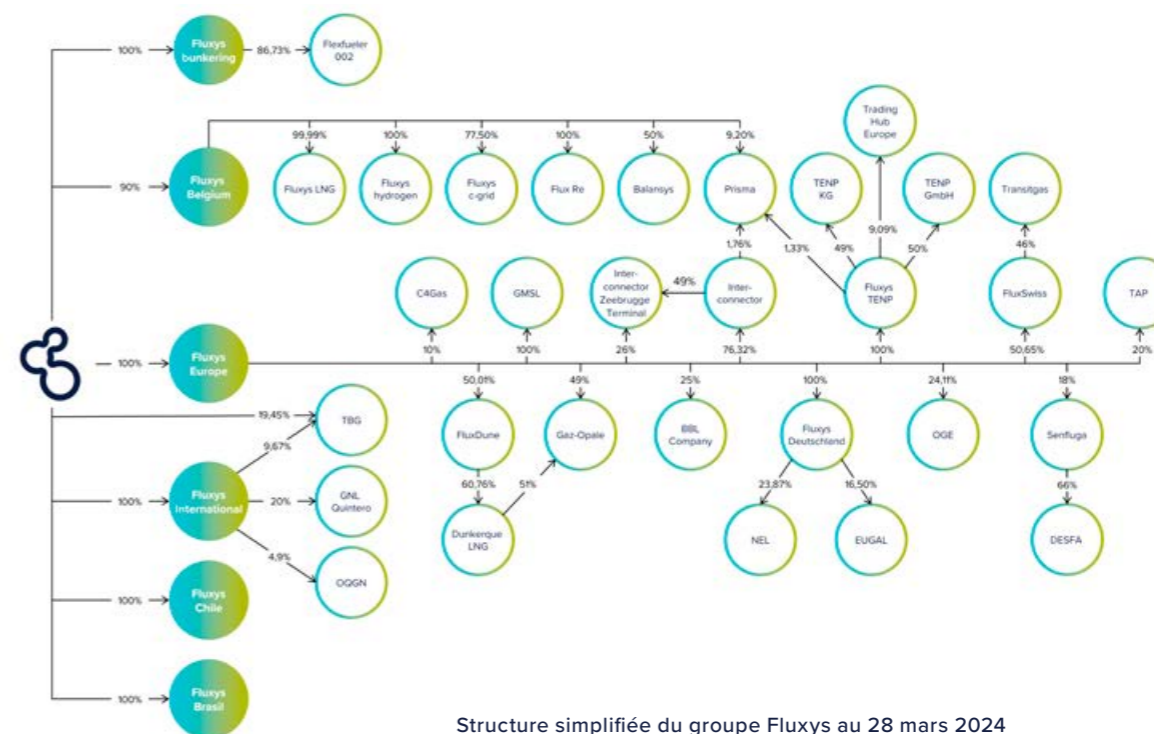 100%
Fluxys
bunkering
86,73%
Flexfueler
002
90%
Fluxys
Belgium
99,99%
100%
77,50%
100%
50%
9,20%
Fluxys LNG
Fluxys
hydrogen
Fluxys
c-grid
Flux Re
Balansys
Prisma
TENP
KG
Trading
Hub
Europe
TENP
GmbH
Transitgas
1,76%
1,33%
49%
9,09%
50%
46%
C4Gas
GMSL
Inter-
connector
Zeebrugge
Terminal
49%
Inter-
connector
Fluxys
TENP
FluxSwiss
TAP
100%
Fluxys
Europe
10%
100%
26%
76,32%
100%
50,65%
20%
50,01%
49%
25%
100%
24,11%
18%
FluxDune
Gaz-Opale
BBL
Company
Fluxys
Deutschland
OGE
Senfluga
60,76%
51%
23,87%
16,50%
66%
Dunkerque
LNG
NEL
EUGAL
DESFA
19,45%
TBG
9,67%
100%
Fluxys
International
20%
GNL
Quintero
4,9%
OQGN
100%
Fluxys
Chile
100%
Fluxys
Brasil
Structure simplifiée du groupe Fluxys au 28 mars 2024